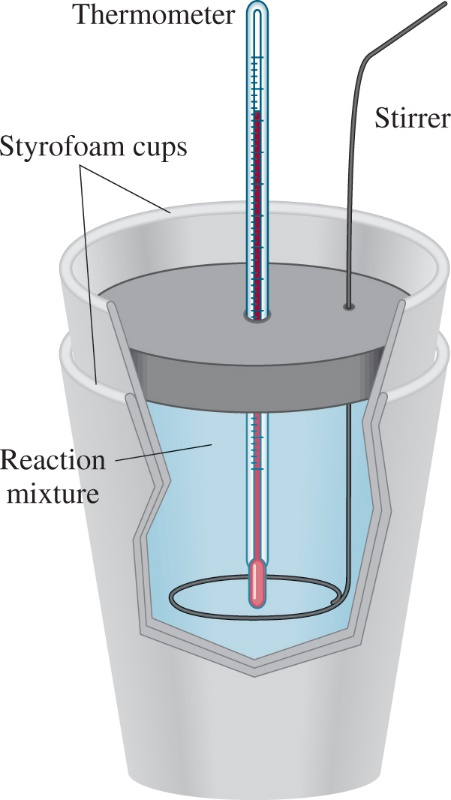 Thermometer
Stirrer
Styrofoam cups
Reaction
mixture